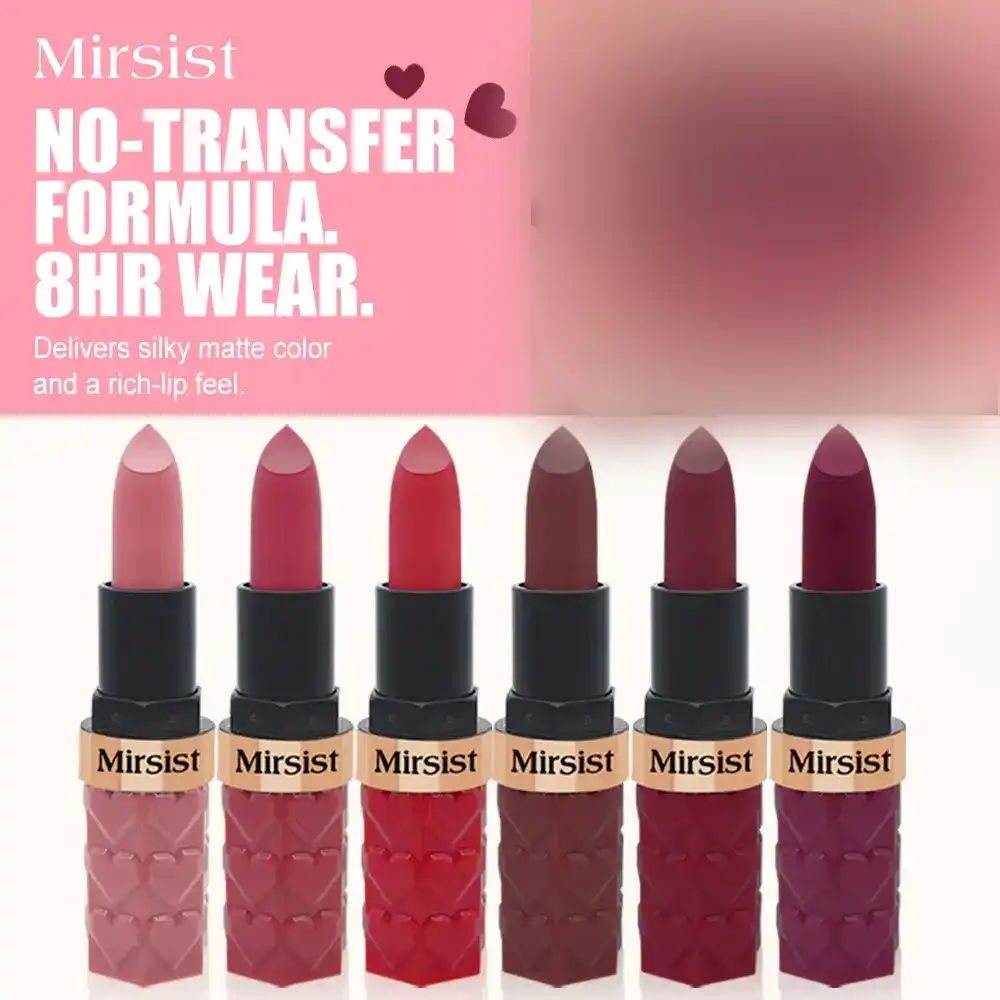 Mirsist
NO-TRANSFER
FORMULA.
8HR WEAR.
Delivers silky matte color
and a rich-lip feel.
Mirsist Mirsist Mirsist Mirsist Mirsist Mirsist